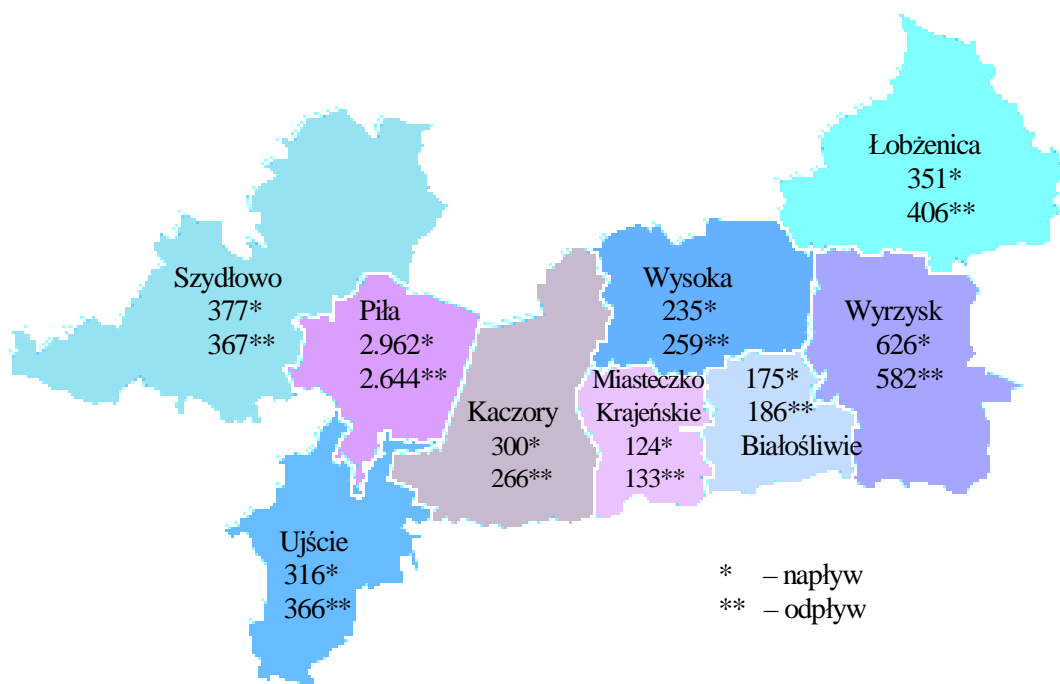 Łobżenica
351*
406**
Szydłowo
377*
367**
Piła
2.962*
2.644**
Wysoka
235*
259**
Wyrzysk
626*
582**
Kaczory
300*
266**
Miasteczko
Krajeńskie
124*
133**
175*
186**
Białośliwie
Ujście
316*
366**
* – napływ
** – odpływ